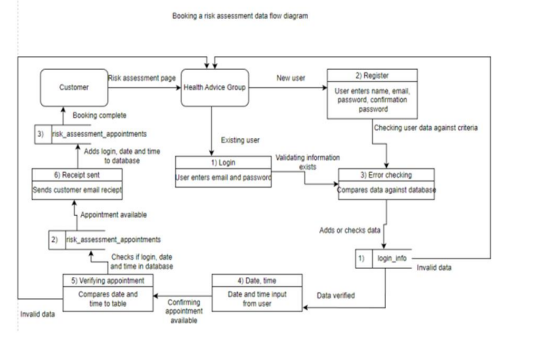 Booking a risk assessment data flow diagram
Customer
Risk assessment page
Health Advice Group
New user
2) Register
User enters name, email,
password, confirmation
password
Booking complete
3) risk_assessment_appointments
Existing user
Checking user data against criteria
Adds login, date and time
to database
1) Login
User enters email and password
Validating information
exists
3) Error checking
Compares data against database
6) Receipt sent
Sends customer email reciept
Appointment available
Adds or checks data
2) risk_assessment_appointments
1) login_info
Invalid data
Checks if login, date
and time in database
5) Verifying appointment
Compares date and
time to table
Confirming
appointment
available
4) Date, time
Date and time input
from user
Data verified
Invalid data